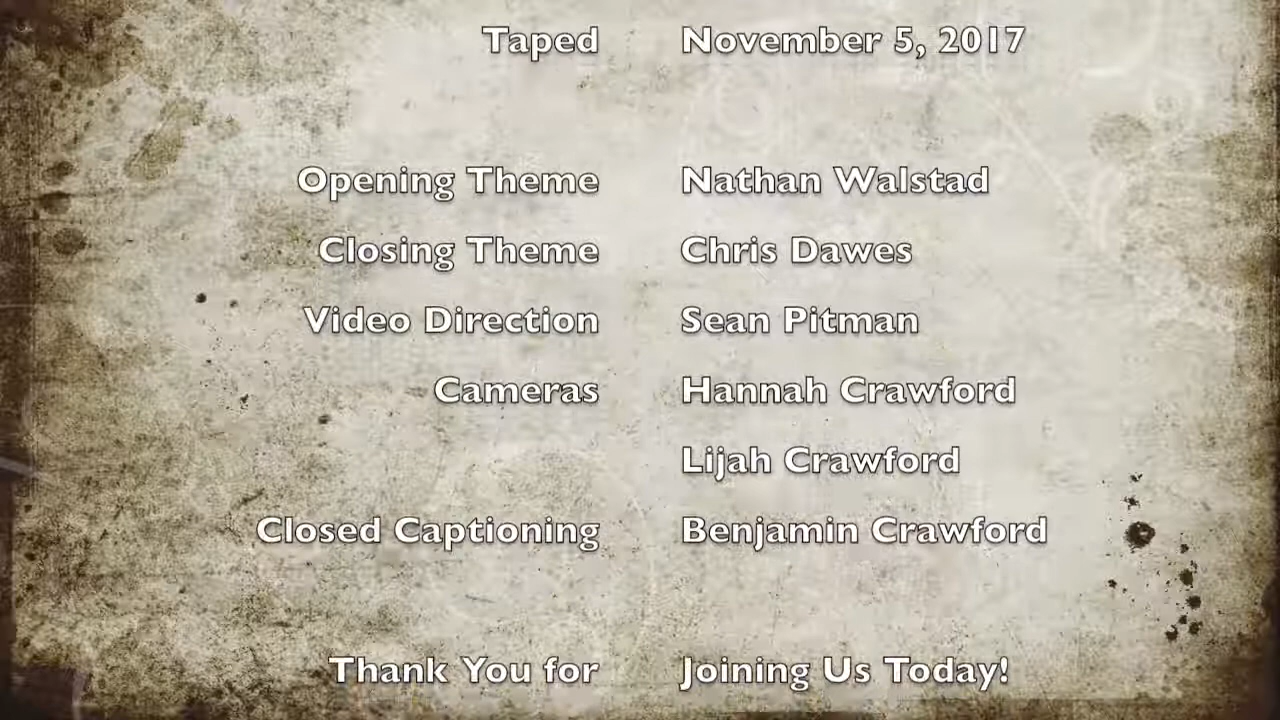 Taped November 5, 2017
Opening Theme Nathan Walstad
Closing Theme Chris Dawes
Video Direction Sean Pitman
Cameras Hannah Crawford
Lijah Crawford
Closed Captioning Benjamin Crawford
Thank You for Joining Us Today!